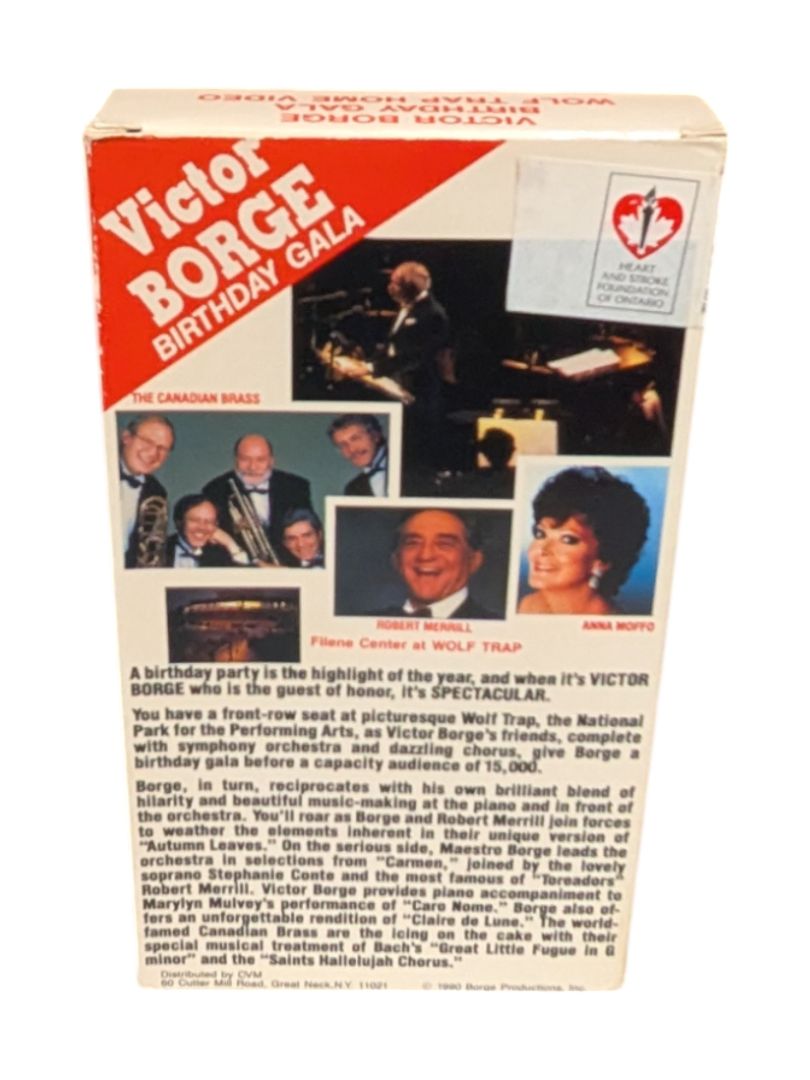 VICTOR BORGE
BIRTHDAY GALA
WOLF TRAP HOME VIDEO
Victor
BORGE
BIRTHDAY GALA
HEART
AND STROKE
FOUNDATION
OF ONTARIO
THE CANADIAN BRASS
ROBERT MERRILL
ANNA MOFFO
Filene Center at WOLF TRAP
A birthday party is the highlight of the year, and when it's VICTOR
BORGE who is the guest of honor, it's SPECTACULAR.
You have a front-row seat at picturesque Wolf Trap, the National
Park for the Performing Arts, as Victor Borge's friends, complete
with symphony orchestra and dazzling chorus, give Borge a
birthday gala before a capacity audience of 15,000.
Borge, in turn, reciprocates with his own brilliant blend of
hilarity and beautiful music-making at the piano and in front of
the orchestra. You'll roar as Borge and Robert Merrill join forces
to weather the elements inherent in their unique version of
"Autumn Leaves." On the serious side, Maestro Borge leads the
orchestra in selections from "Carmen," joined by the lovely
soprano Stephanie Conte and the most famous of "Toreadors"
Robert Merrill. Victor Borge provides piano accompaniment to
Marylyn Mulvey's performance of "Caro Nome." Borge also of-
fers an unforgettable rendition of "Claire de Lune." The world-
famed Canadian Brass are the icing on the cake with their
special musical treatment of Bach's "Great Little Fugue in G
minor" and the "Saints Hallelujah Chorus."
Distributed by CVM
60 Cutter Mill Road, Great Neck, N.Y. 11021 © 1990 Borge Productions, Inc.